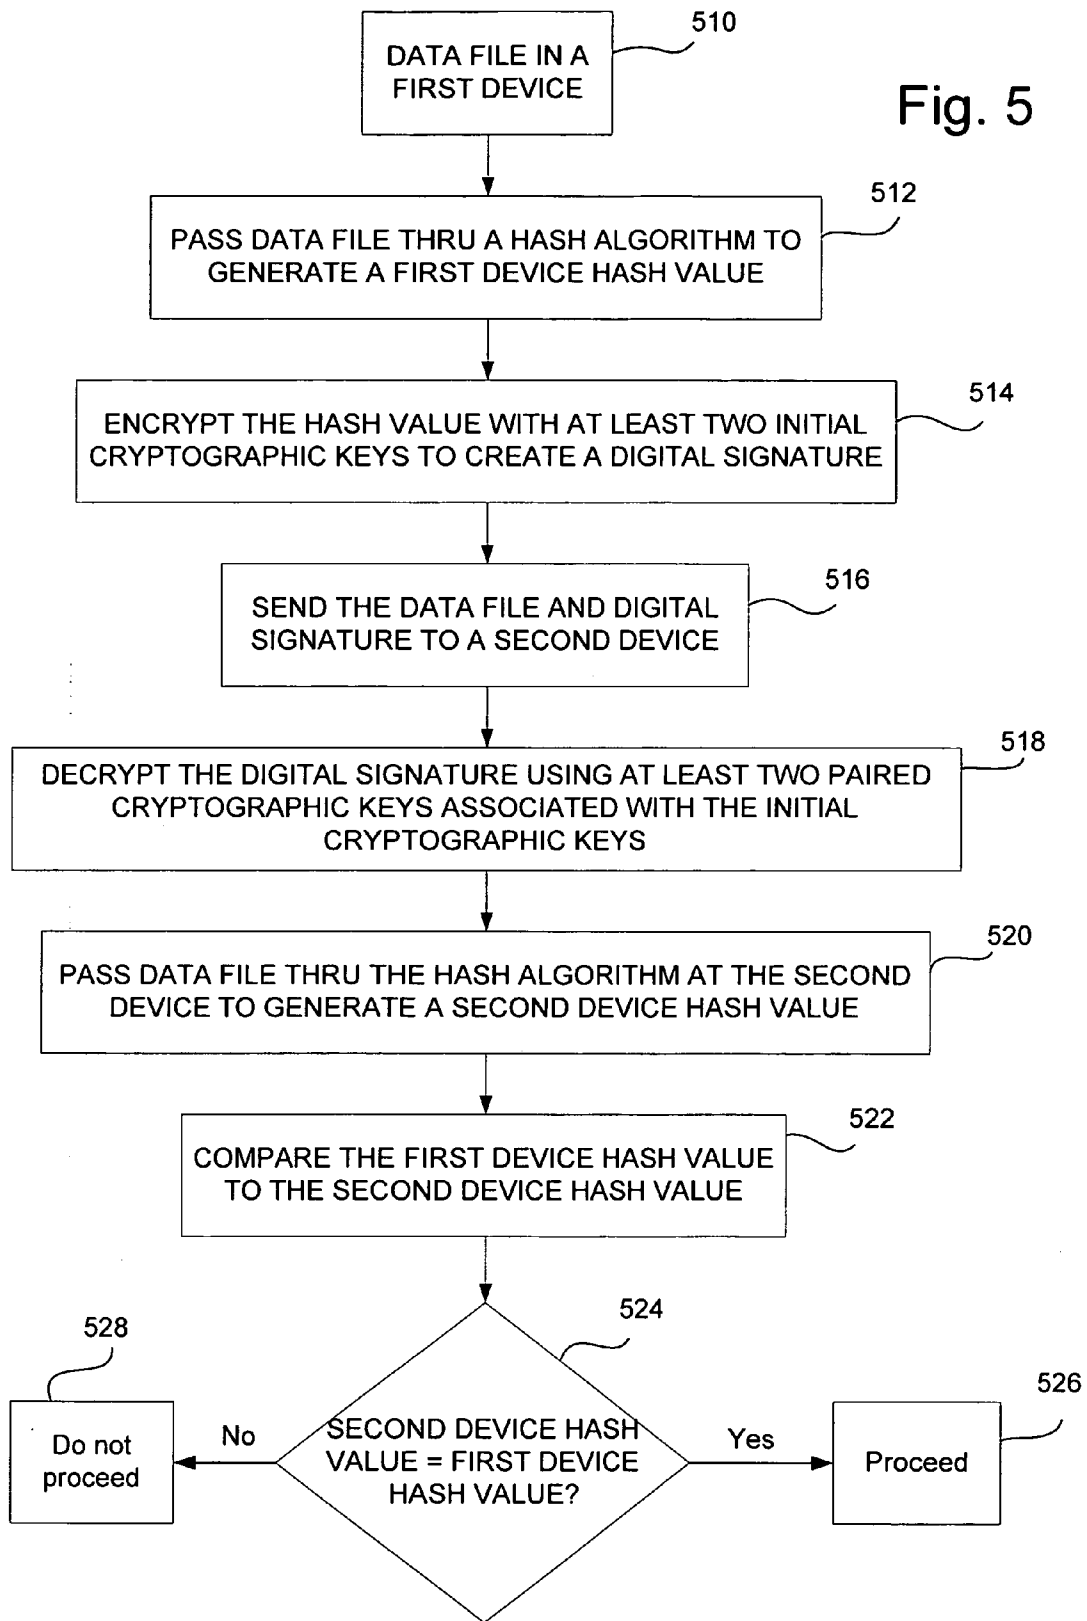 510
DATA FILE IN A
FIRST DEVICE
Fig. 5
512
PASS DATA FILE THRU A HASH ALGORITHM TO
GENERATE A FIRST DEVICE HASH VALUE
514
ENCRYPT THE HASH VALUE WITH AT LEAST TWO INITIAL
CRYPTOGRAPHIC KEYS TO CREATE A DIGITAL SIGNATURE
516
SEND THE DATA FILE AND DIGITAL
SIGNATURE TO A SECOND DEVICE
518
DECRYPT THE DIGITAL SIGNATURE USING AT LEAST TWO PAIRED
CRYPTOGRAPHIC KEYS ASSOCIATED WITH THE INITIAL
CRYPTOGRAPHIC KEYS
520
PASS DATA FILE THRU THE HASH ALGORITHM AT THE SECOND
DEVICE TO GENERATE A SECOND DEVICE HASH VALUE
522
COMPARE THE FIRST DEVICE HASH VALUE
TO THE SECOND DEVICE HASH VALUE
524
SECOND DEVICE HASH
VALUE = FIRST DEVICE
HASH VALUE?
528
No
Do not
proceed
Yes
526
Proceed